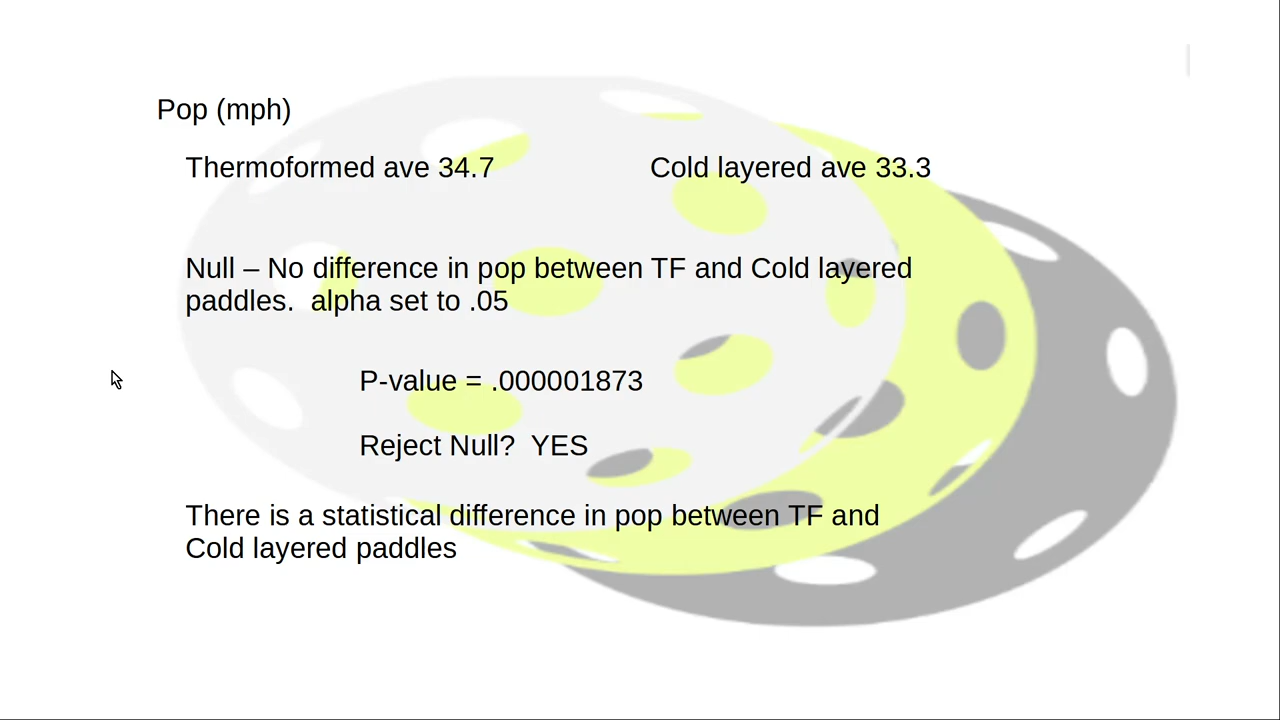 Pop (mph)
Thermoformed ave 34.7 Cold layered ave 33.3
Null – No difference in pop between TF and Cold layered
paddles.  alpha set to .05
P-value = .000001873
Reject Null?  YES
There is a statistical difference in pop between TF and
Cold layered paddles